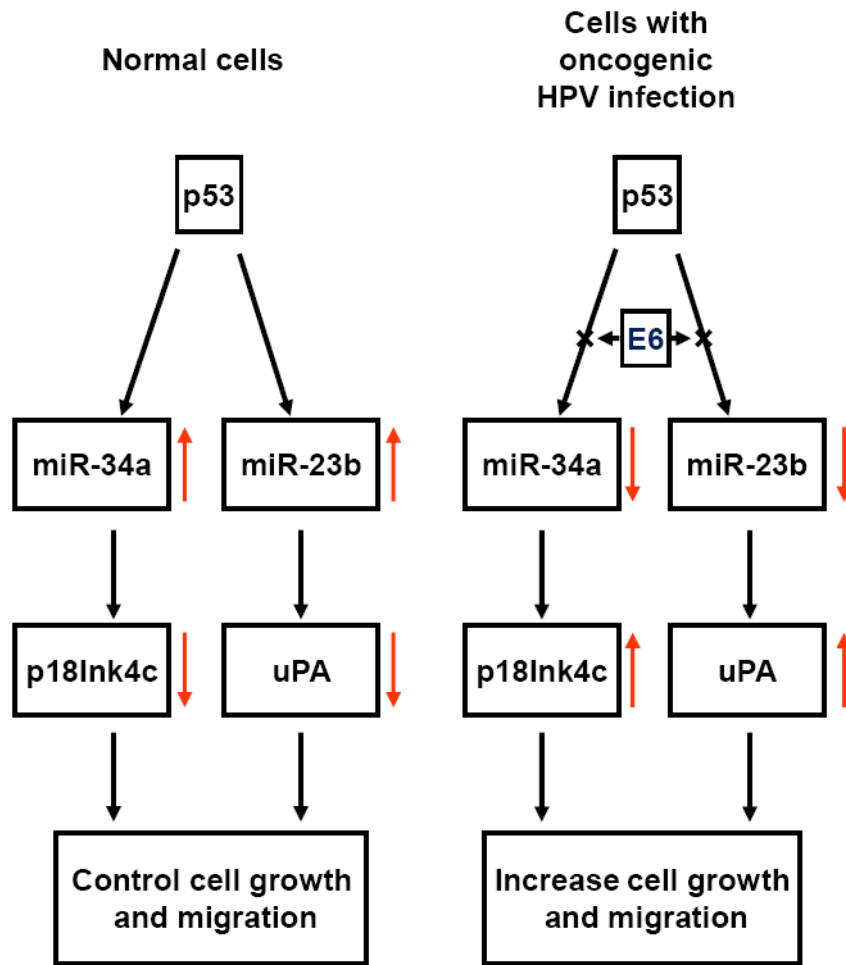 Normal cells
p53
miR-34a
miR-23b
p18Ink4c
uPA
Control cell growth
and migration
Cells with
oncogenic
HPV infection
p53
E6
miR-34a
miR-23b
p18Ink4c
uPA
Increase cell growth
and migration